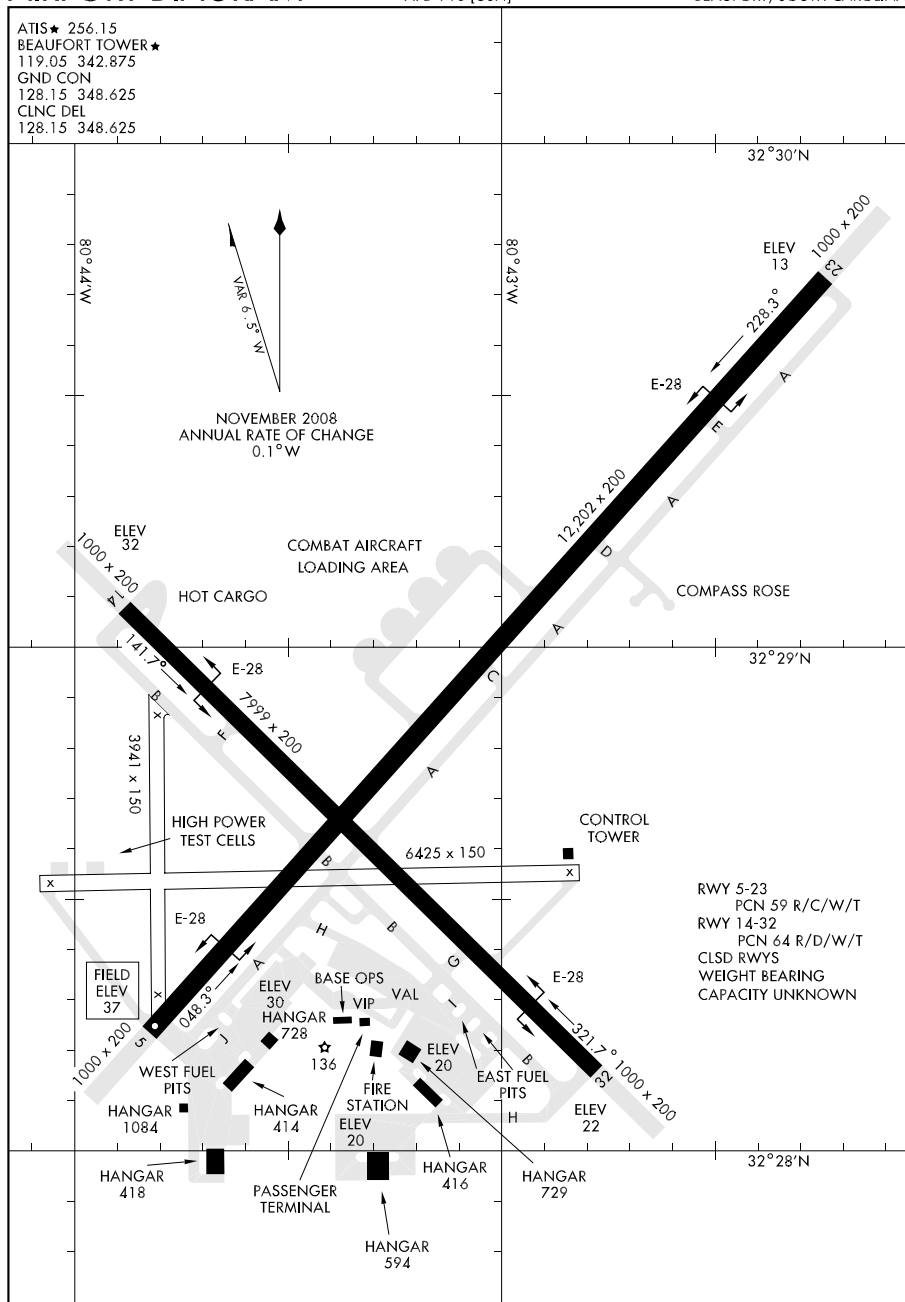 ATIS★ 256.15
BEAUFORT TOWER★
119.05 342.875
GND CON
128.15 348.625
CLNC DEL
128.15 348.625
32°30'N
80°44'W
80°43'W
VAR 6.5° W
NOVEMBER 2008
ANNUAL RATE OF CHANGE
0.1°W
ELEV
13
1000 x 200
23
228.3°
E-28
A
E
A
12,202 x 200
D
A
COMPASS ROSE
ELEV
32
1000 x 200
14
HOT CARGO
COMBAT AIRCRAFT
LOADING AREA
141.7°
E-28
32°29'N
A
C
B
x
F
7999 x 200
A
3941 x 150
HIGH POWER
TEST CELLS
CONTROL
TOWER
6425 x 150
B
x
x
RWY 5-23
PCN 59 R/C/W/T
RWY 14-32
PCN 64 R/D/W/T
CLSD RWYS
WEIGHT BEARING
CAPACITY UNKNOWN
E-28
H
B
A
G
FIELD
ELEV
37
x
048.3°
ELEV
30
BASE OPS
VIP
VAL
I
E-28
HANGAR
728
5
1000 x 200
J
136
ELEV
20
B
321.7°
32
1000 x 200
WEST FUEL
PITS
FIRE
STATION
EAST FUEL
PITS
HANGAR
1084
HANGAR
414
ELEV
20
H
ELEV
22
32°28'N
HANGAR
418
PASSENGER
TERMINAL
HANGAR
416
HANGAR
729
HANGAR
594